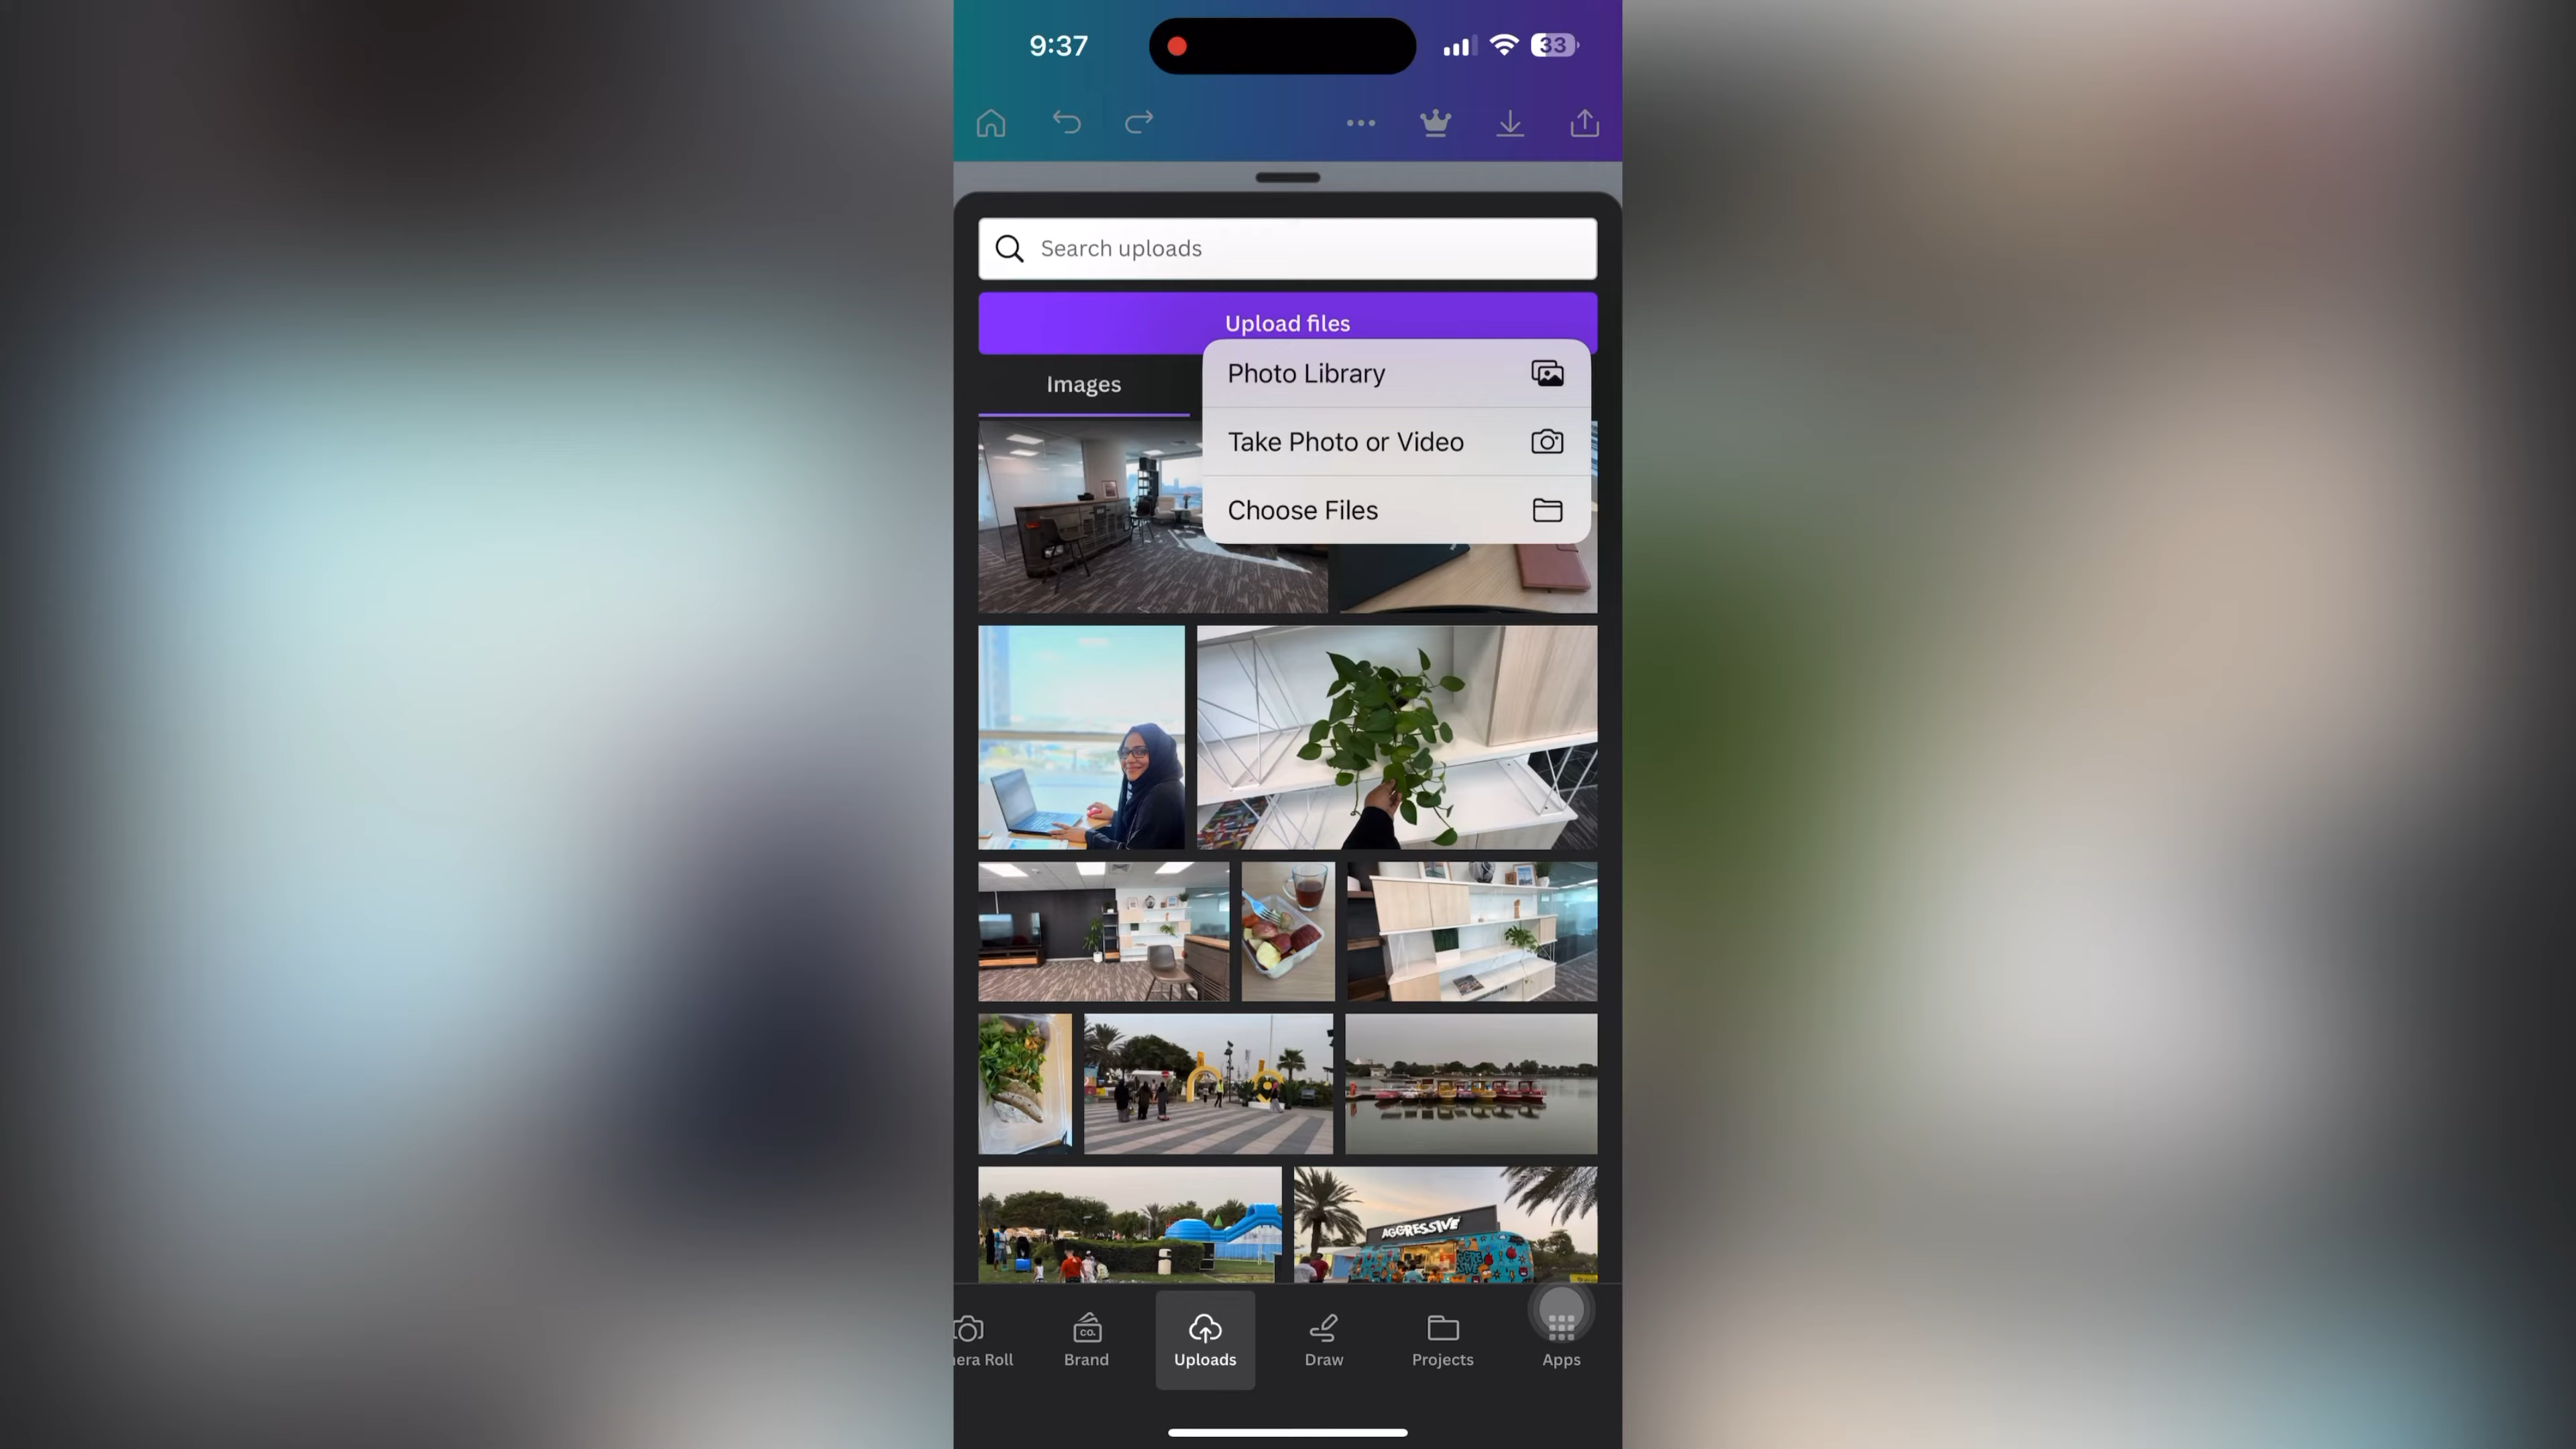 9:37
33
Search uploads
Upload files
Images
Photo Library
Take Photo or Video
Choose Files
AGGRESSIVE
CO.
era Roll
Brand
Uploads
Draw
Projects
Apps